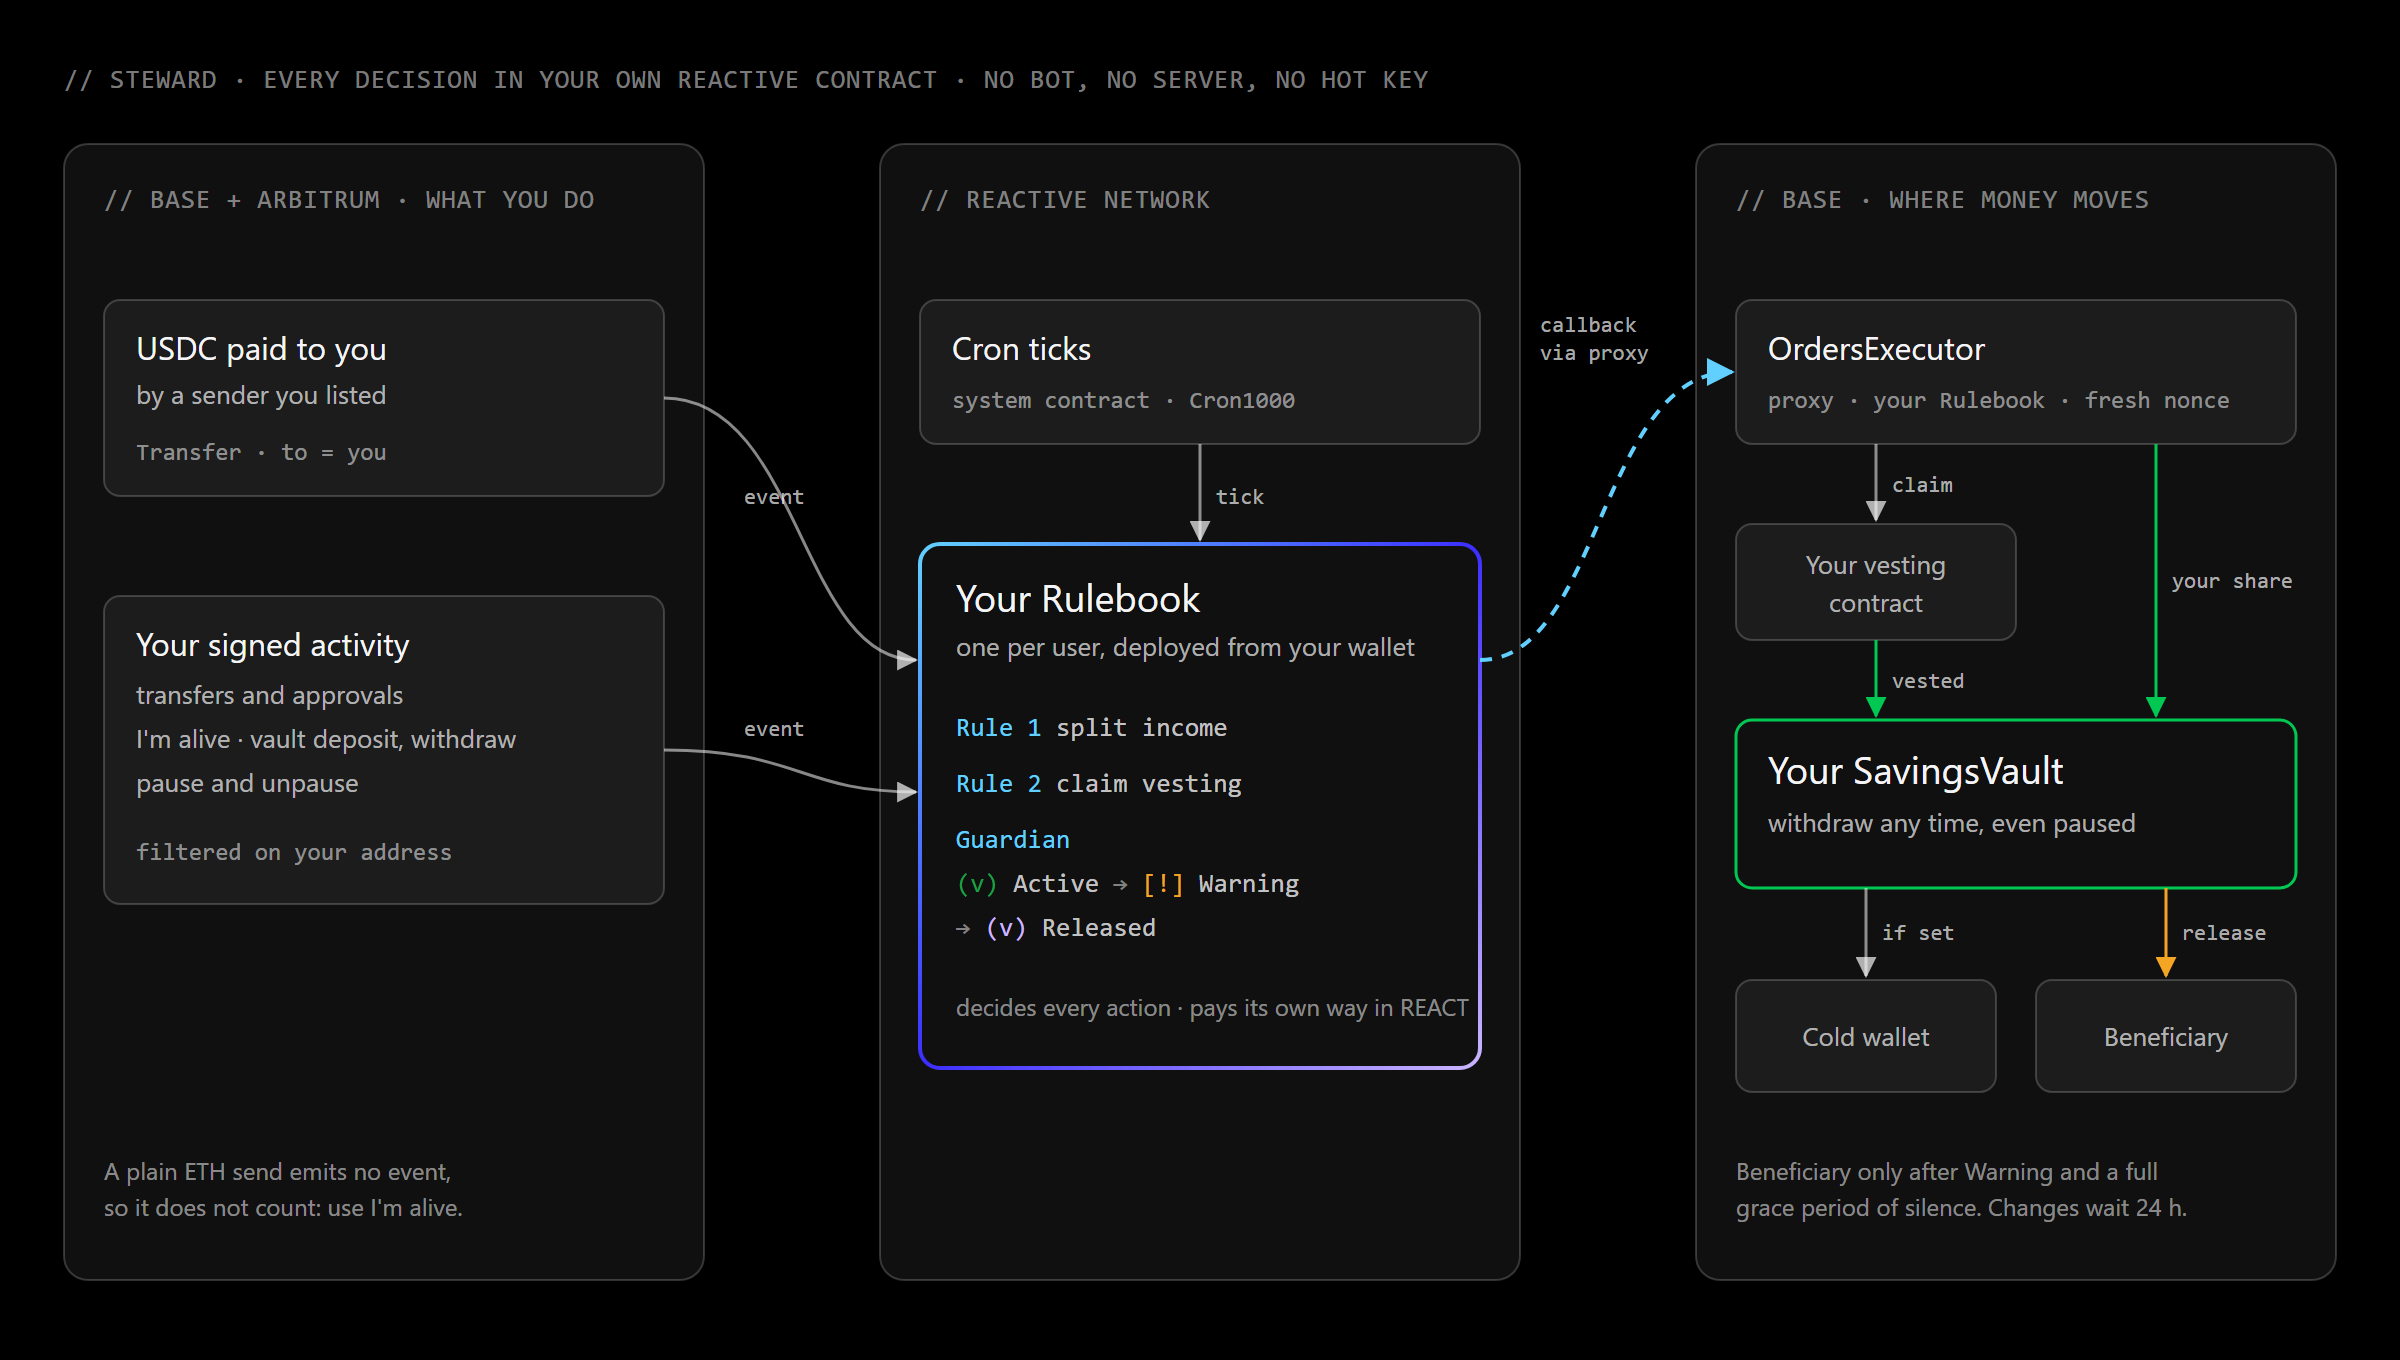 // STEWARD · EVERY DECISION IN YOUR OWN REACTIVE CONTRACT · NO BOT, NO SERVER, NO HOT KEY
// BASE + ARBITRUM · WHAT YOU DO
USDC paid to you
by a sender you listed
Transfer · to = you
event
Your signed activity
transfers and approvals
I'm alive · vault deposit, withdraw
pause and unpause
filtered on your address
event
A plain ETH send emits no event,
so it does not count: use I'm alive.
// REACTIVE NETWORK
Cron ticks
system contract · Cron1000
tick
Your Rulebook
one per user, deployed from your wallet
Rule 1 split income
Rule 2 claim vesting
Guardian
(v) Active → [!] Warning
→ (v) Released
decides every action · pays its own way in REACT
callback
via proxy
// BASE · WHERE MONEY MOVES
OrdersExecutor
proxy · your Rulebook · fresh nonce
claim
Your vesting
contract
your share
vested
Your SavingsVault
withdraw any time, even paused
if set
release
Cold wallet
Beneficiary
Beneficiary only after Warning and a full
grace period of silence. Changes wait 24 h.